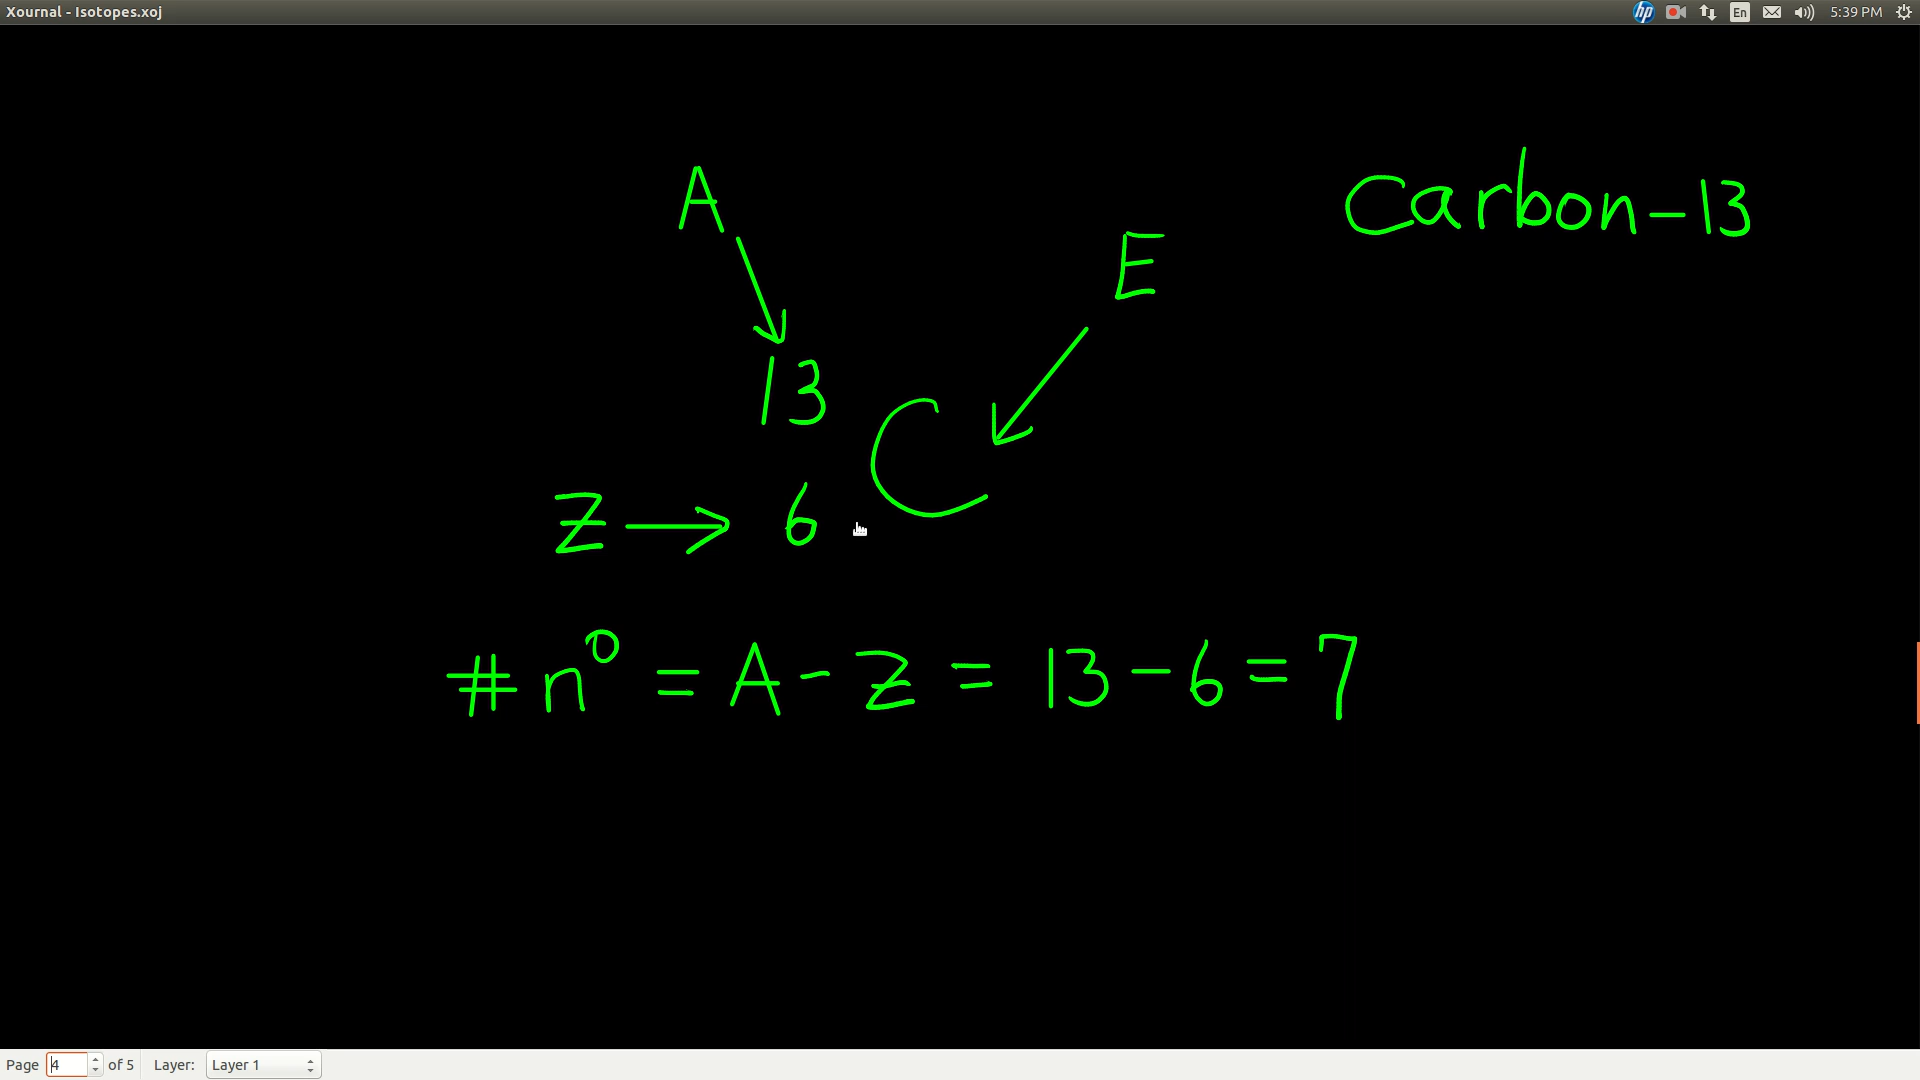 Xournal - Isotopes.xoj
hp En 5:39 PM
Carbon-13
A
E
13
C
Z → 6
# n⁰ = A - Z = 13 - 6 = 7
Page 4 of 5 Layer: Layer 1